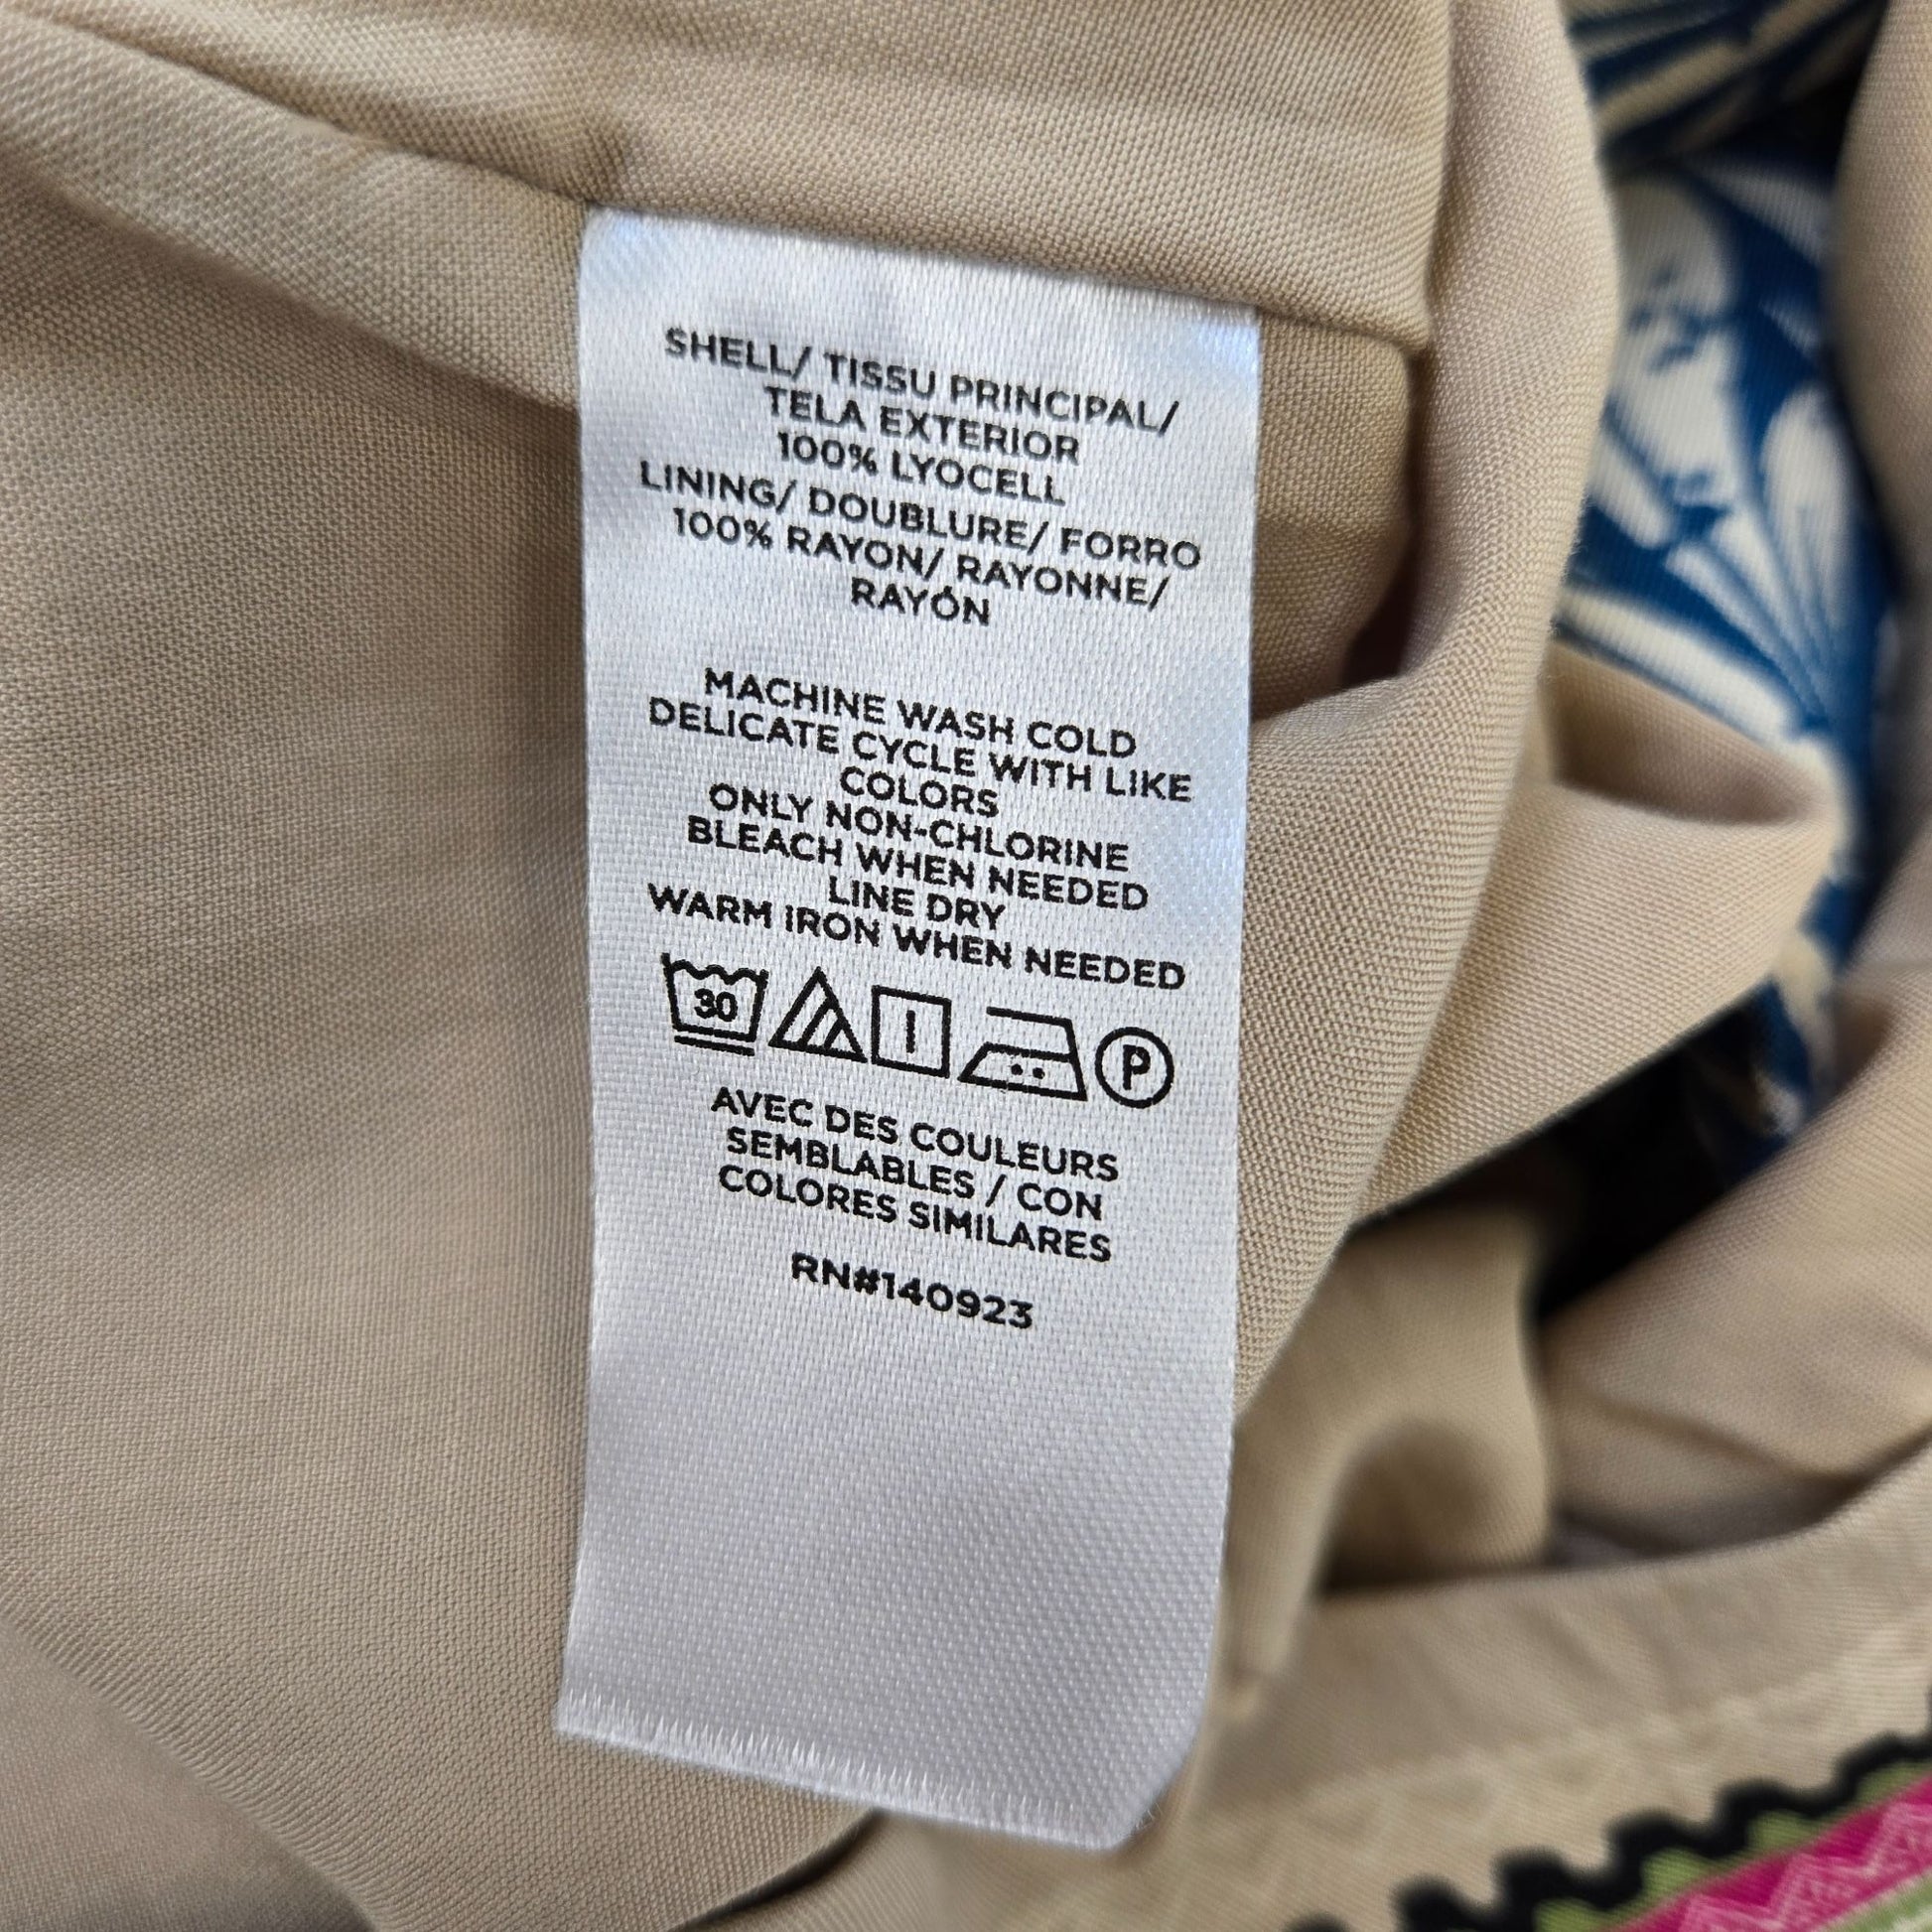 SHELL/ TISSU PRINCIPAL/
TELA EXTERIOR
100% LYOCELL
LINING/ DOUBLURE/ FORRO
100% RAYON/ RAYONNE/
RAYÓN
MACHINE WASH COLD
DELICATE CYCLE WITH LIKE
COLORS
ONLY NON-CHLORINE
BLEACH WHEN NEEDED
LINE DRY
WARM IRON WHEN NEEDED
30 P
AVEC DES COULEURS
SEMBLABLES / CON
COLORES SIMILARES
RN#140923